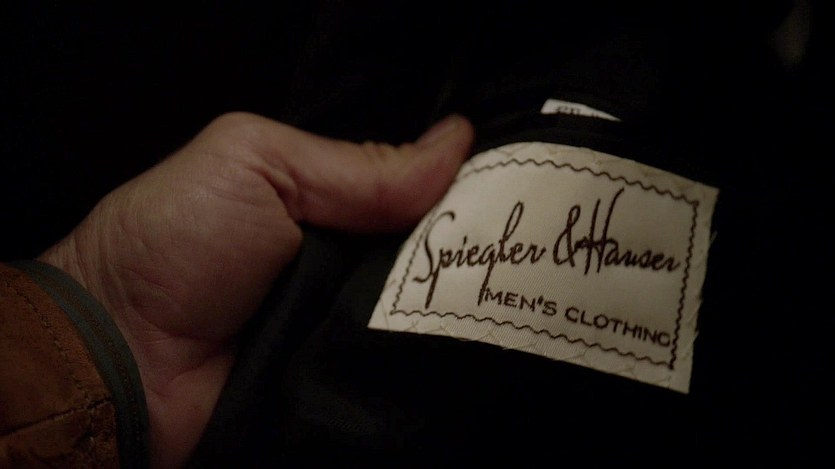 Spiegler & Hauser
MEN'S CLOTHING